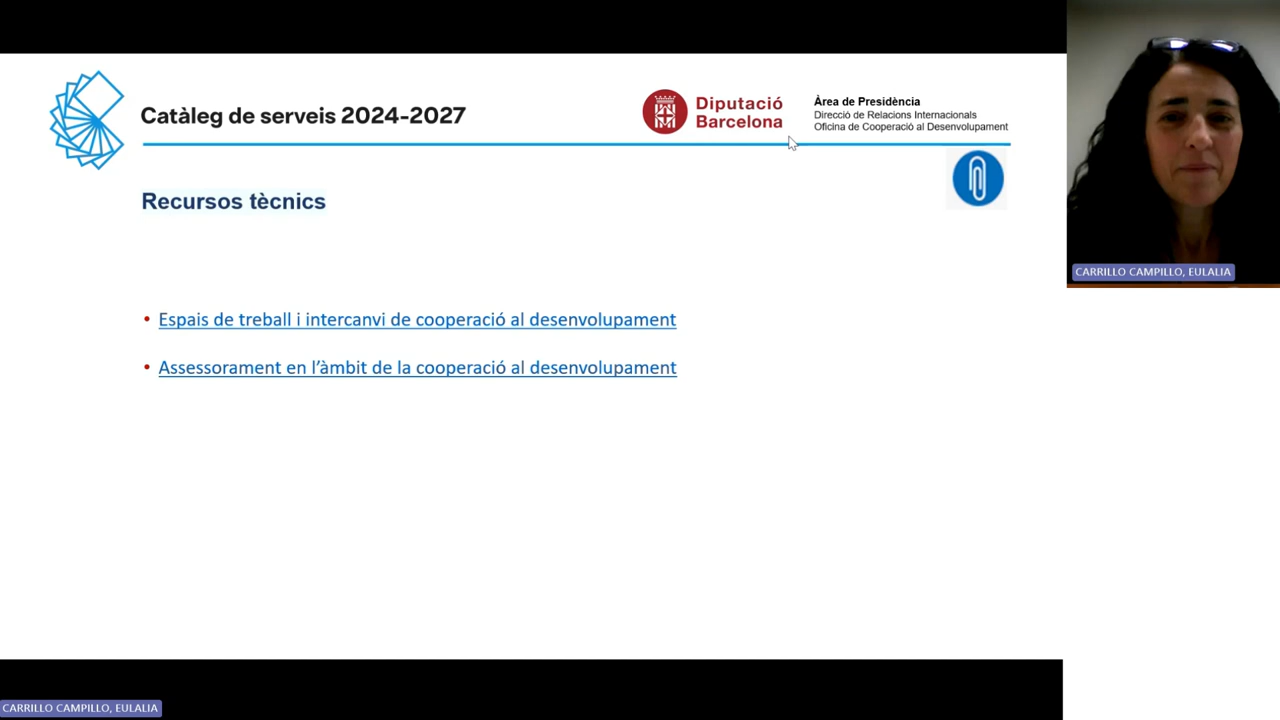 Catàleg de serveis 2024-2027
Diputació
Barcelona
Àrea de Presidència
Direcció de Relacions Internacionals
Oficina de Cooperació al Desenvolupament
Recursos tècnics
• Espais de treball i intercanvi de cooperació al desenvolupament
• Assessorament en l’àmbit de la cooperació al desenvolupament
CARRILLO CAMPILLO, EULALIA
CARRILLO CAMPILLO, EULALIA